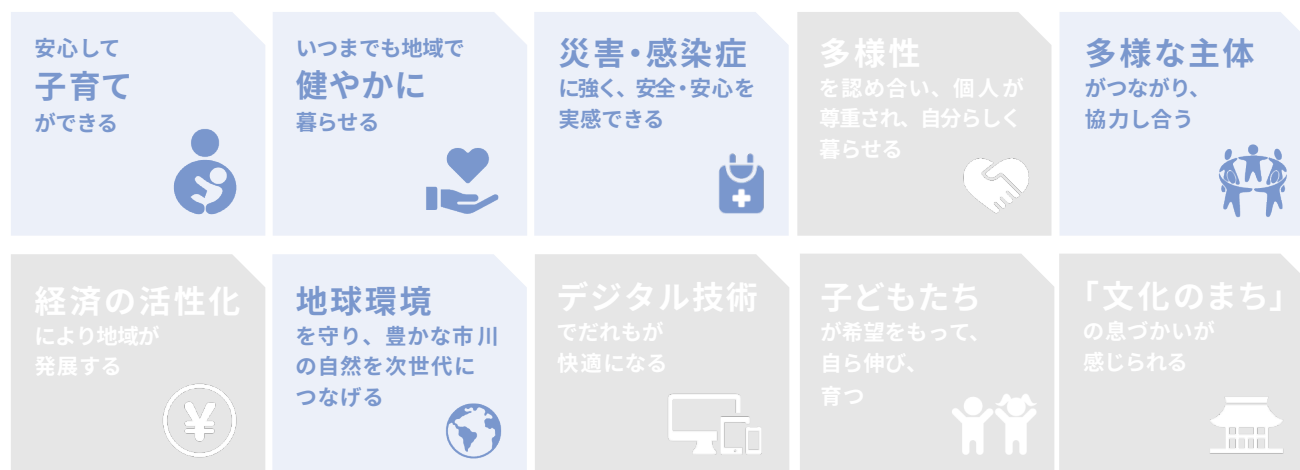 安心して
子育て
ができる
いつまでも地域で
健やかに
暮らせる
災害・感染症
に強く、安全・安心を
実感できる
多様性
を認め合い、個人が
尊重され、自分らしく
暮らせる
多様な主体
がつながり、
協力し合う
経済の活性化
により地域が
発展する
地球環境
を守り、豊かな市川
の自然を次世代に
つなげる
デジタル技術
でだれもが
快適になる
子どもたち
が希望をもって、
自ら伸び、
育つ
「文化のまち」
の息づかいが
感じられる